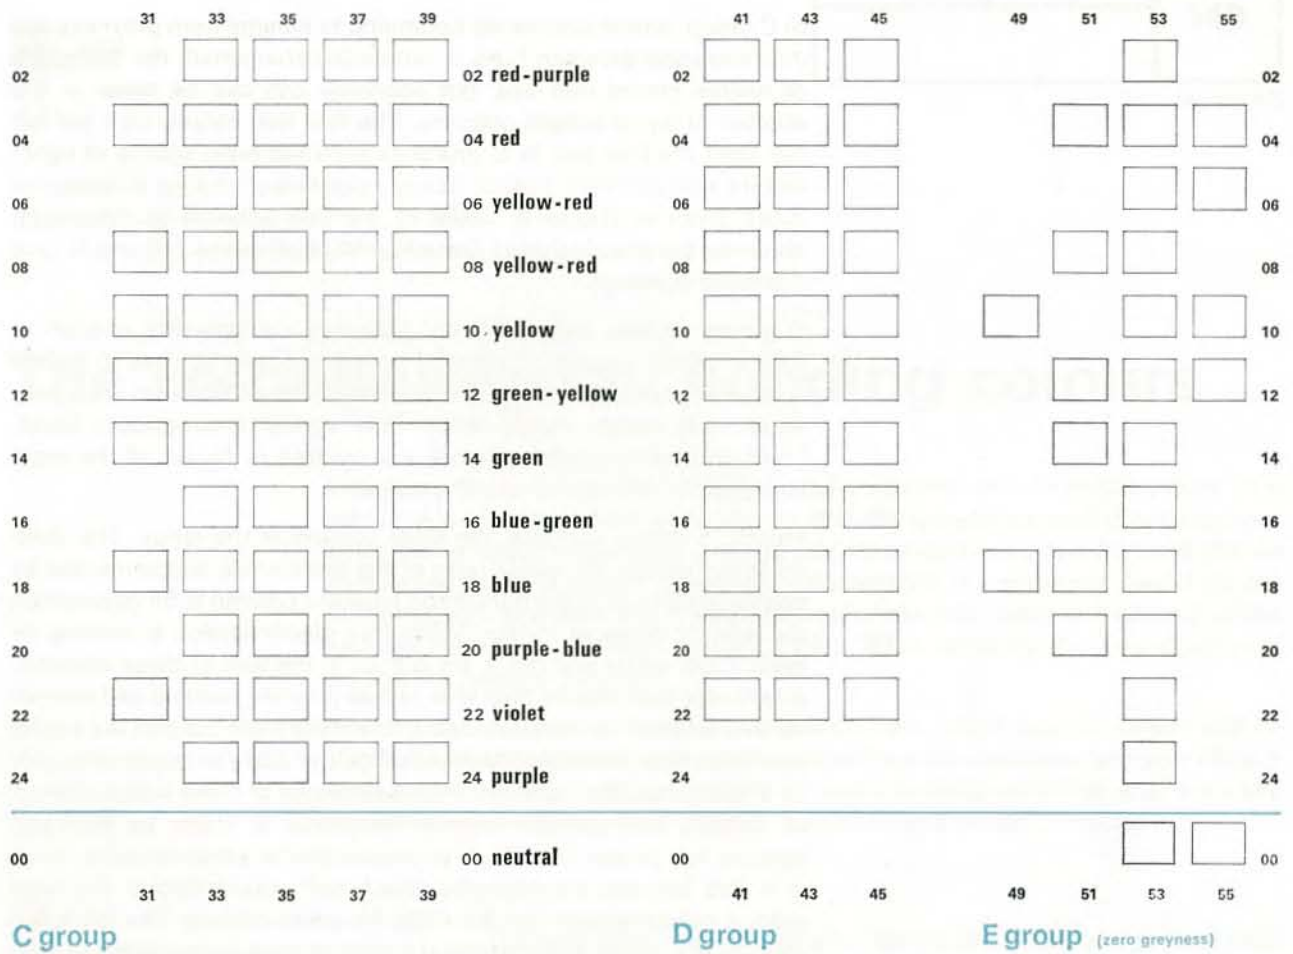 31 33 35 37 39 41 43 45 49 51 53 55
02 02 red-purple 02 02
04 04 red 04 04
06 06 yellow-red 06 06
08 08 yellow-red 08 08
10 10 yellow 10 10
12 12 green-yellow 12 12
14 14 green 14 14
16 16 blue-green 16 16
18 18 blue 18 18
20 20 purple-blue 20 20
22 22 violet 22 22
24 24 purple 24 24
00 00 neutral 00 00
31 33 35 37 39 41 43 45 49 51 53 55
C group D group E group (zero greyness)